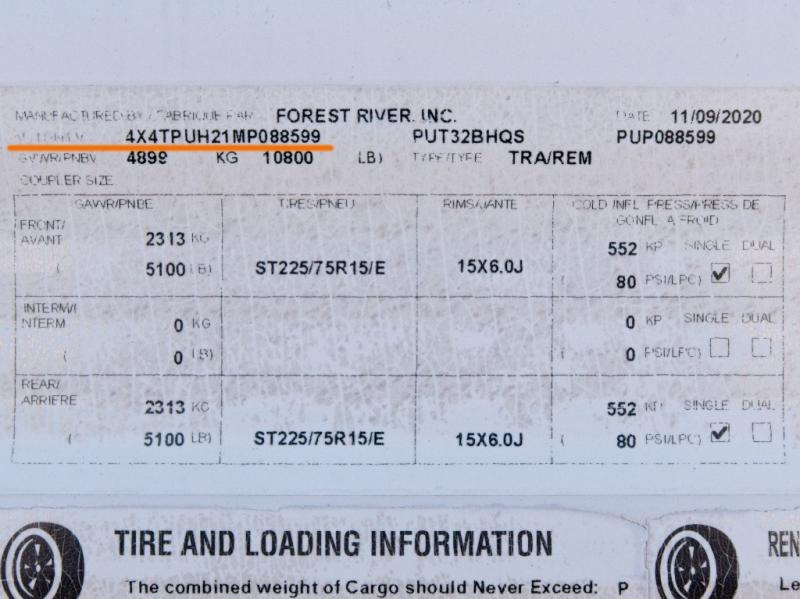 MANUFACTURED BY / FABRIQUE PAR FOREST RIVER, INC. DATE 11/09/2020
4X4TPUH21MP088599 PUT32BHQS PUP088599
GVWR/PNBV 4899 KG 10800 LB) TYPE/TYPE TRA/REM
COUPLER SIZE
GAWR/PNBE TIRES/PNEU RIMS/JANTE COLD INFL PRESS/PRESS DE
GONFL A FROID
FRONT/
AVANT 2313 KG 552 KP SINGLE DUAL
( 5100 LB) ST225/75R15/E 15X6.0J ( 80 PSI/LPC)
INTERM/I
NTERM 0 KG 0 KP SINGLE DUAL
( 0 LB) ( 0 PSI/LPC)
REAR/
ARRIERE 2313 KG 552 KP SINGLE DUAL
( 5100 LB) ST225/75R15/E 15X6.0J ( 80 PSI/LPC)
TIRE AND LOADING INFORMATION REN
The combined weight of Cargo should Never Exceed: P Le